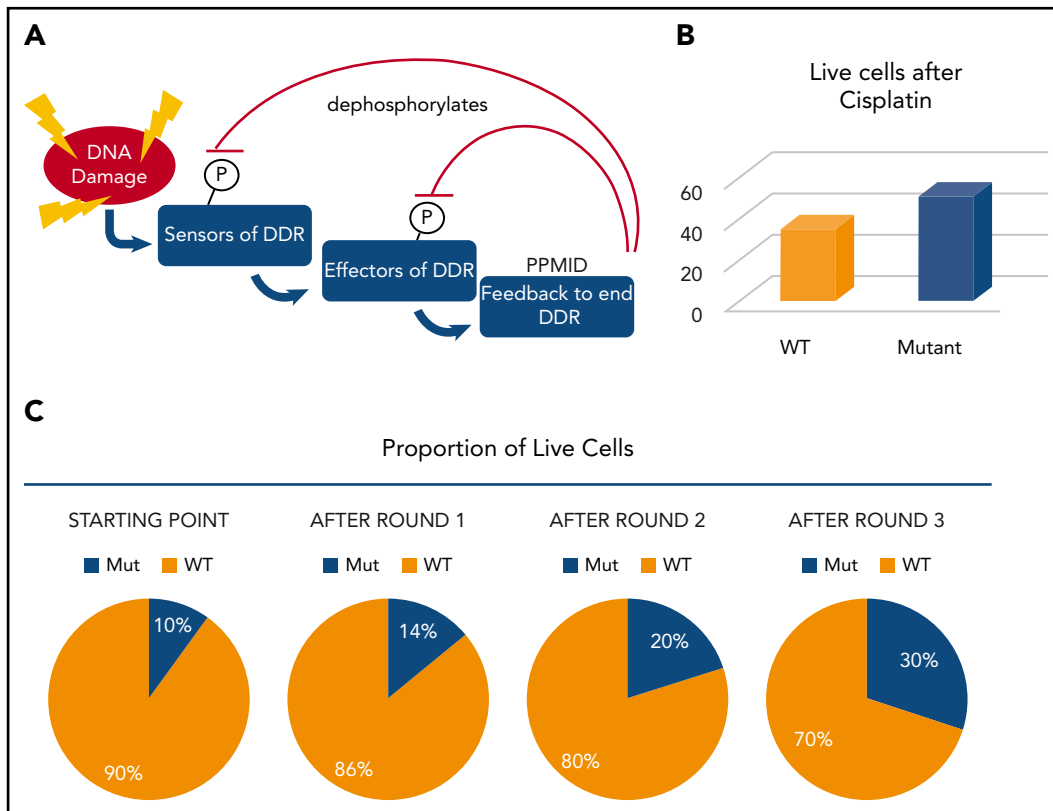 A
dephosphorylates
DNA
Damage
P
P
Sensors of DDR
Effectors of DDR
PPMID
Feedback to end
DDR
B
Live cells after
Cisplatin
60
40
20
0
WT
Mutant
C
Proportion of Live Cells
STARTING POINT
Mut WT
10%
90%
AFTER ROUND 1
Mut WT
14%
86%
AFTER ROUND 2
Mut WT
20%
80%
AFTER ROUND 3
Mut WT
30%
70%